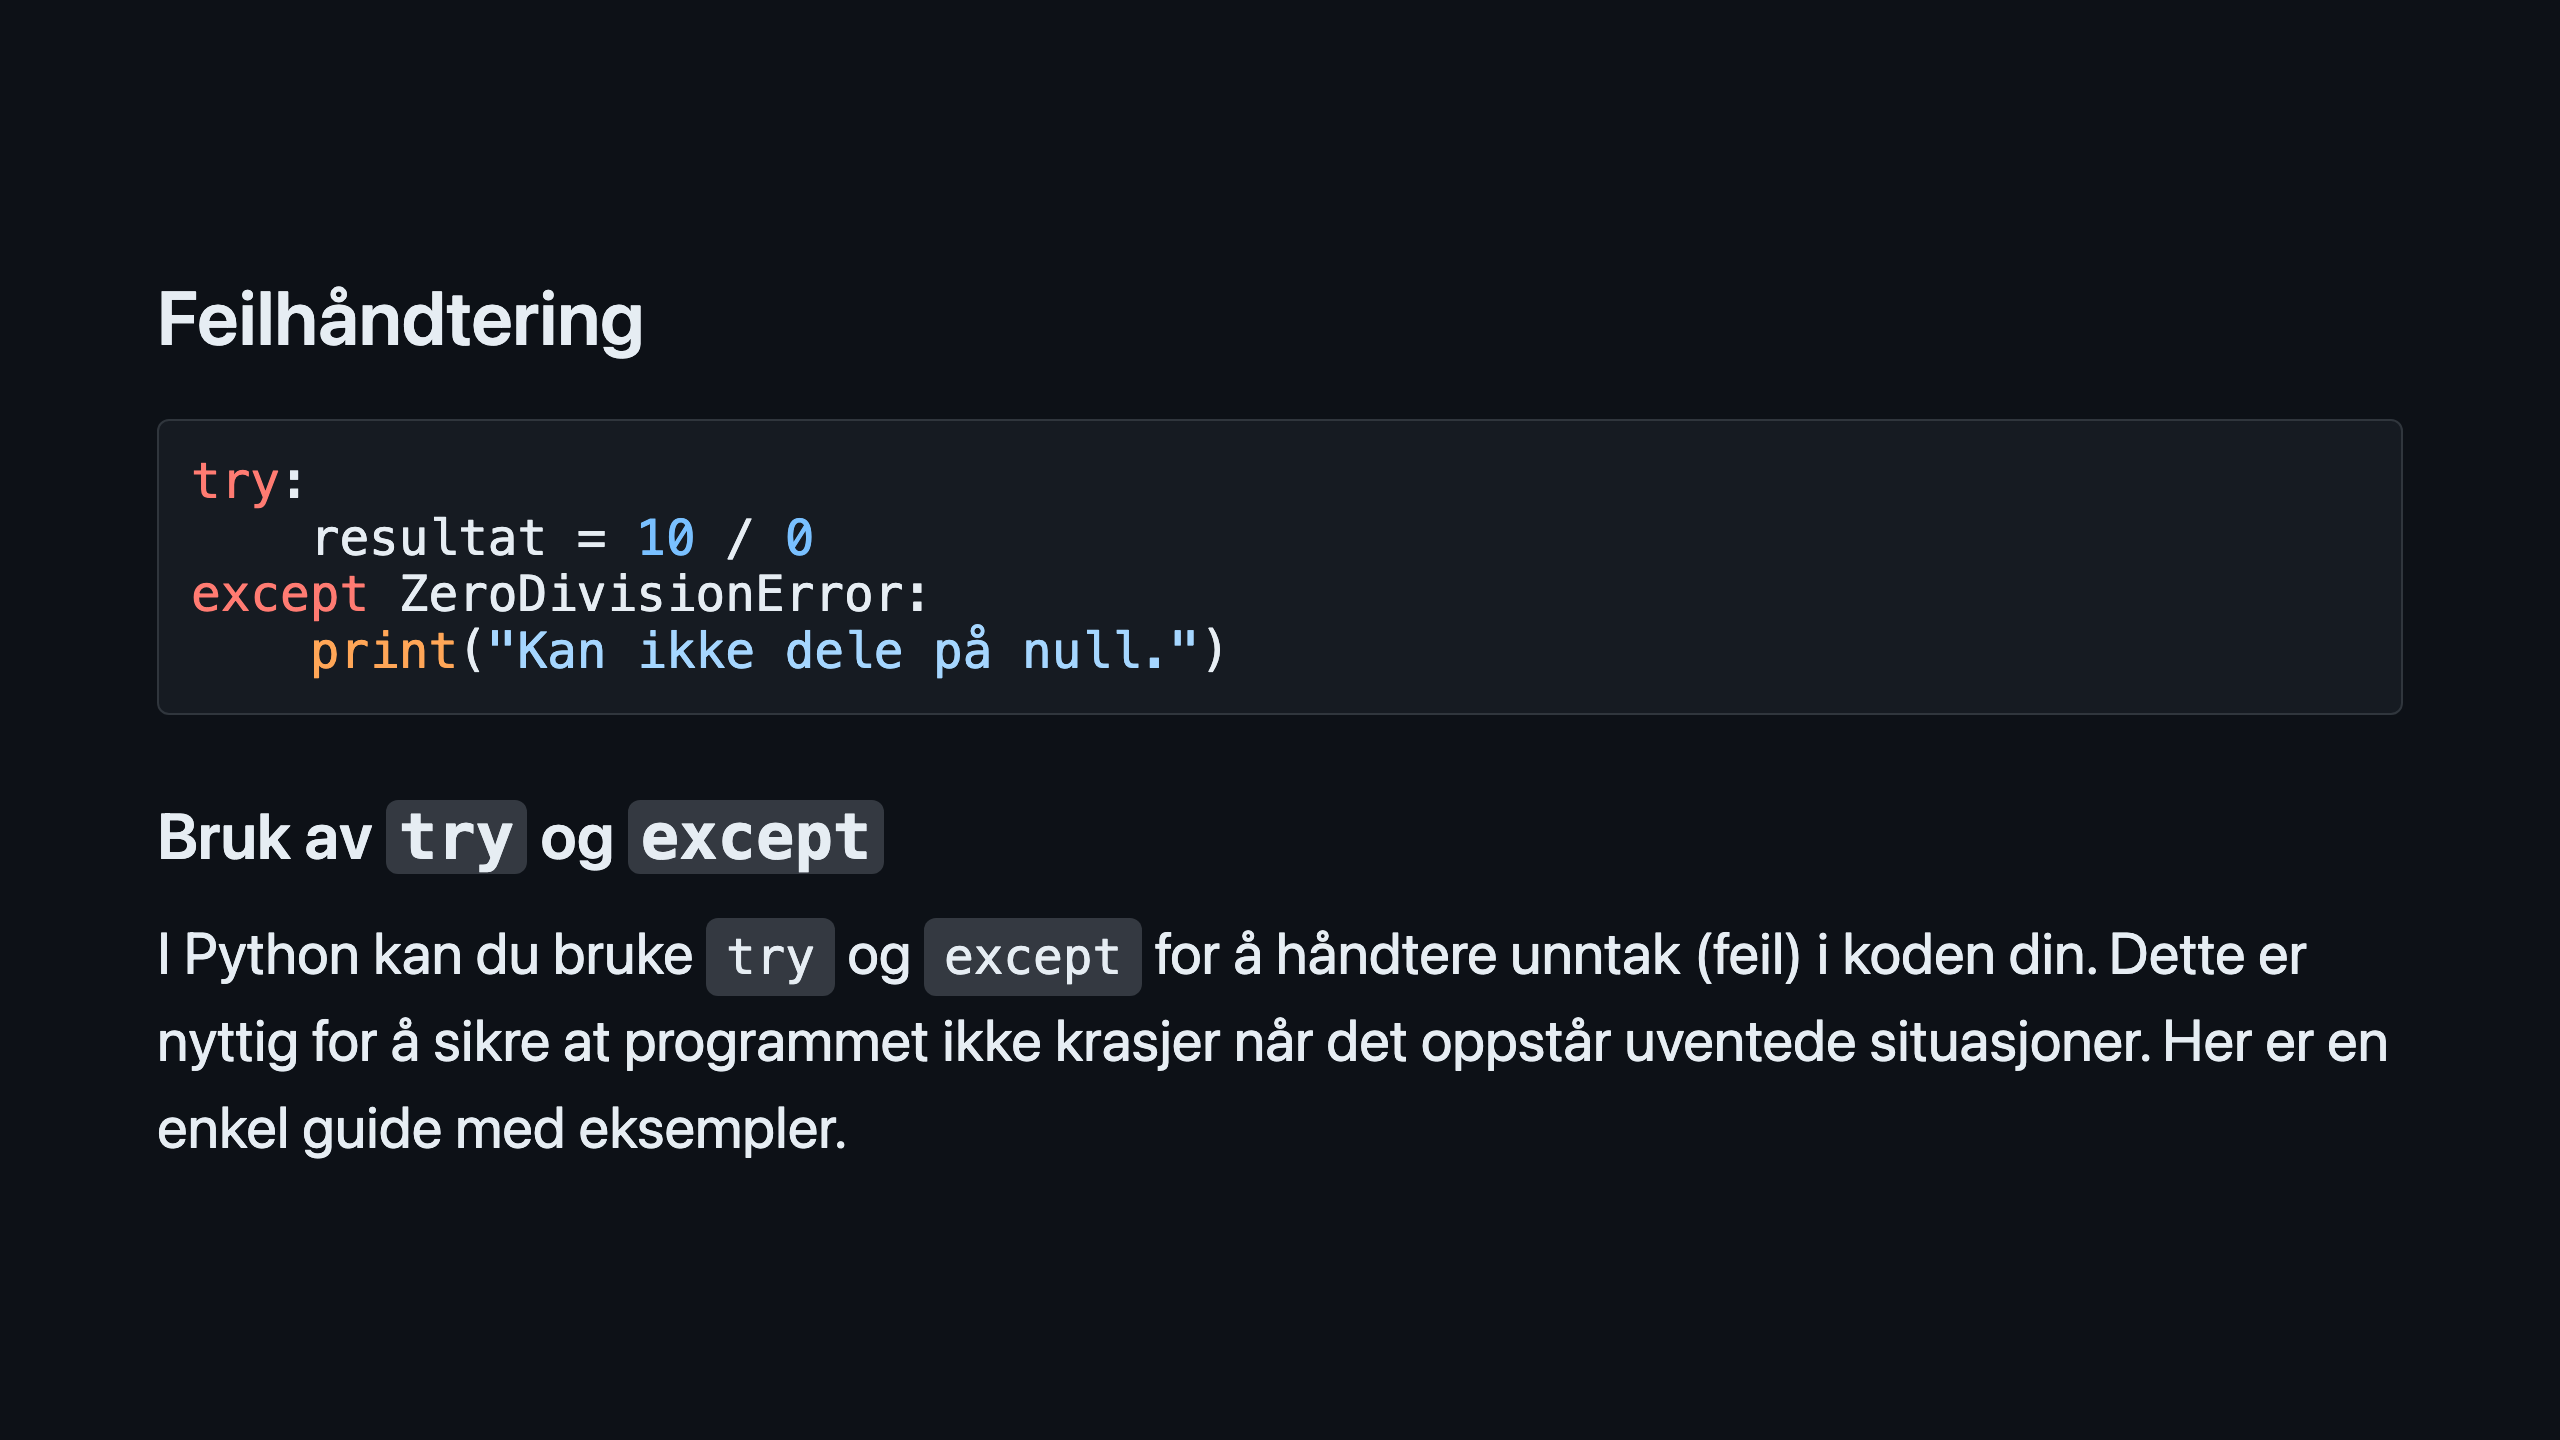 Feilhåndtering
try:
    resultat = 10 / 0
except ZeroDivisionError:
    print("Kan ikke dele på null.")
Bruk av try og except
I Python kan du bruke try og except for å håndtere unntak (feil) i koden din. Dette er
nyttig for å sikre at programmet ikke krasjer når det oppstår uventede situasjoner. Her er en
enkel guide med eksempler.